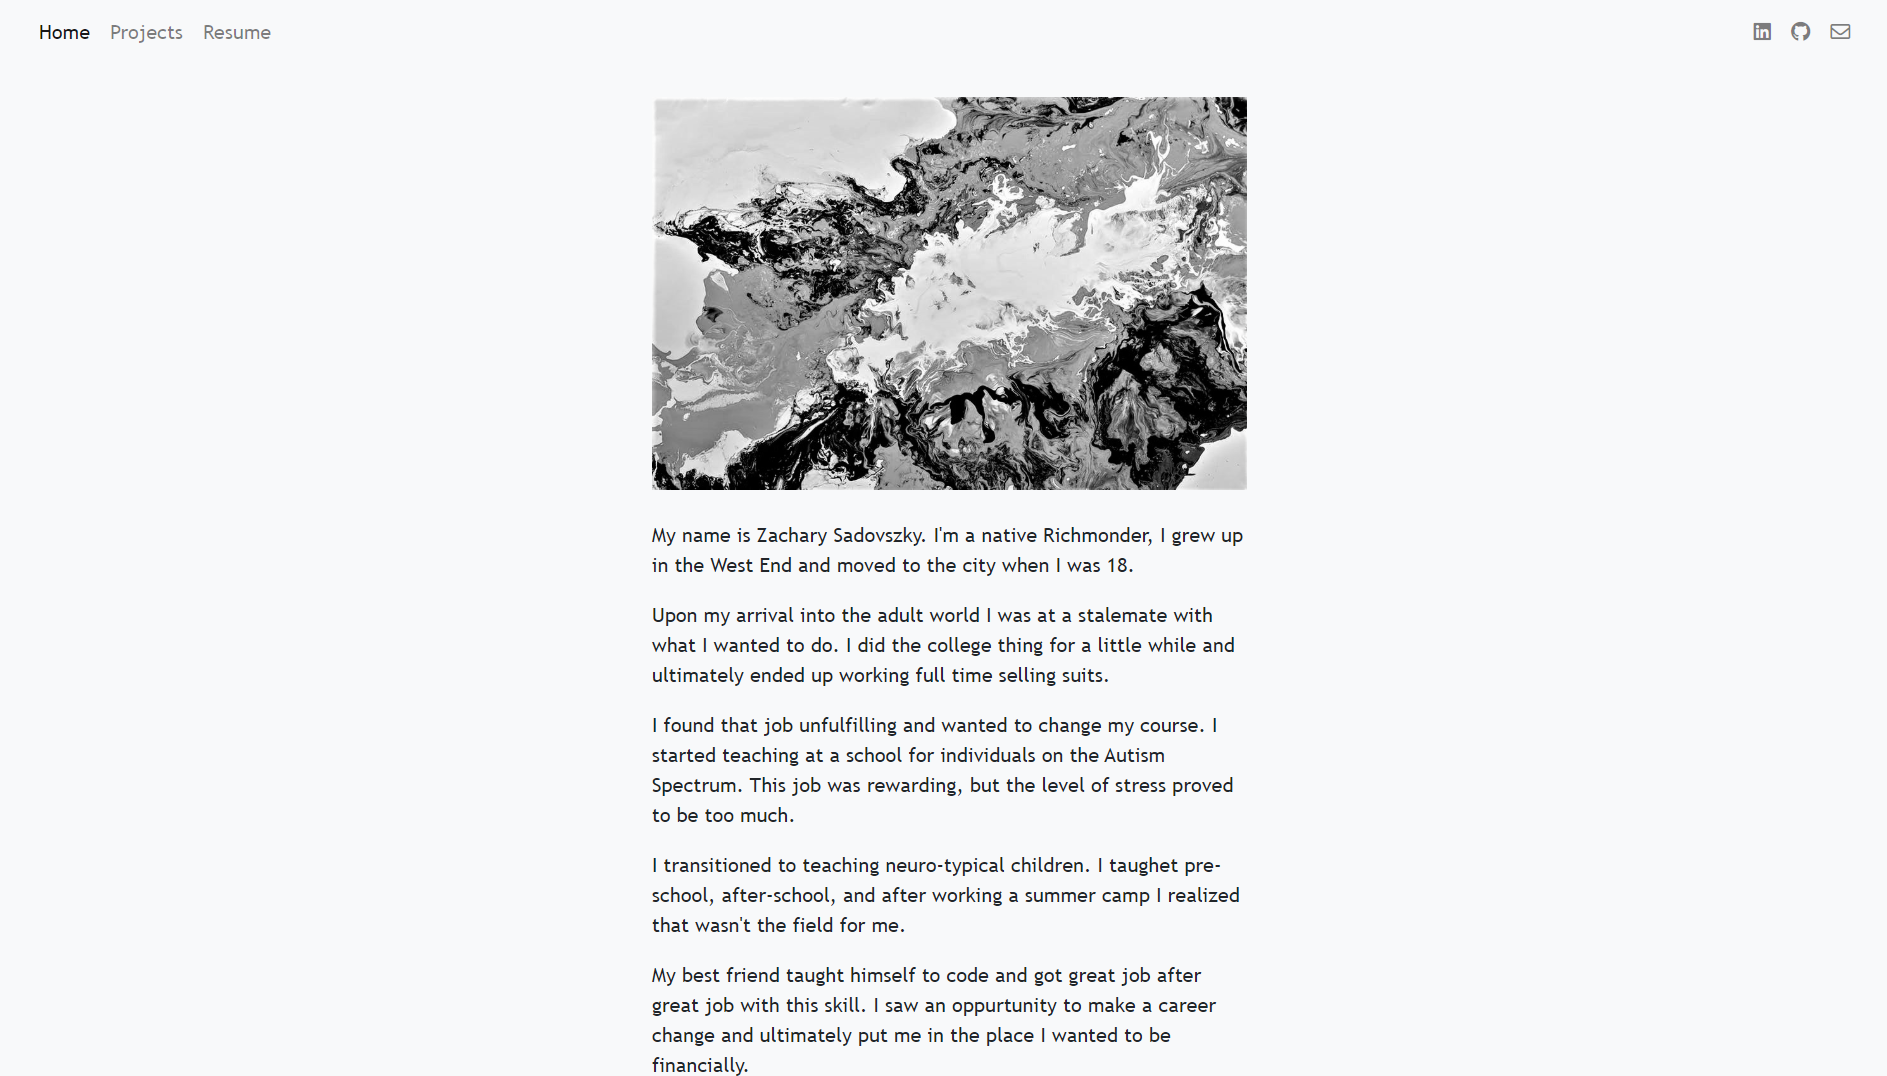 Home Projects Resume
My name is Zachary Sadovszky. I'm a native Richmonder, I grew up
in the West End and moved to the city when I was 18.
Upon my arrival into the adult world I was at a stalemate with
what I wanted to do. I did the college thing for a little while and
ultimately ended up working full time selling suits.
I found that job unfulfilling and wanted to change my course. I
started teaching at a school for individuals on the Autism
Spectrum. This job was rewarding, but the level of stress proved
to be too much.
I transitioned to teaching neuro-typical children. I taughet pre-
school, after-school, and after working a summer camp I realized
that wasn't the field for me.
My best friend taught himself to code and got great job after
great job with this skill. I saw an oppurtunity to make a career
change and ultimately put me in the place I wanted to be
financially.